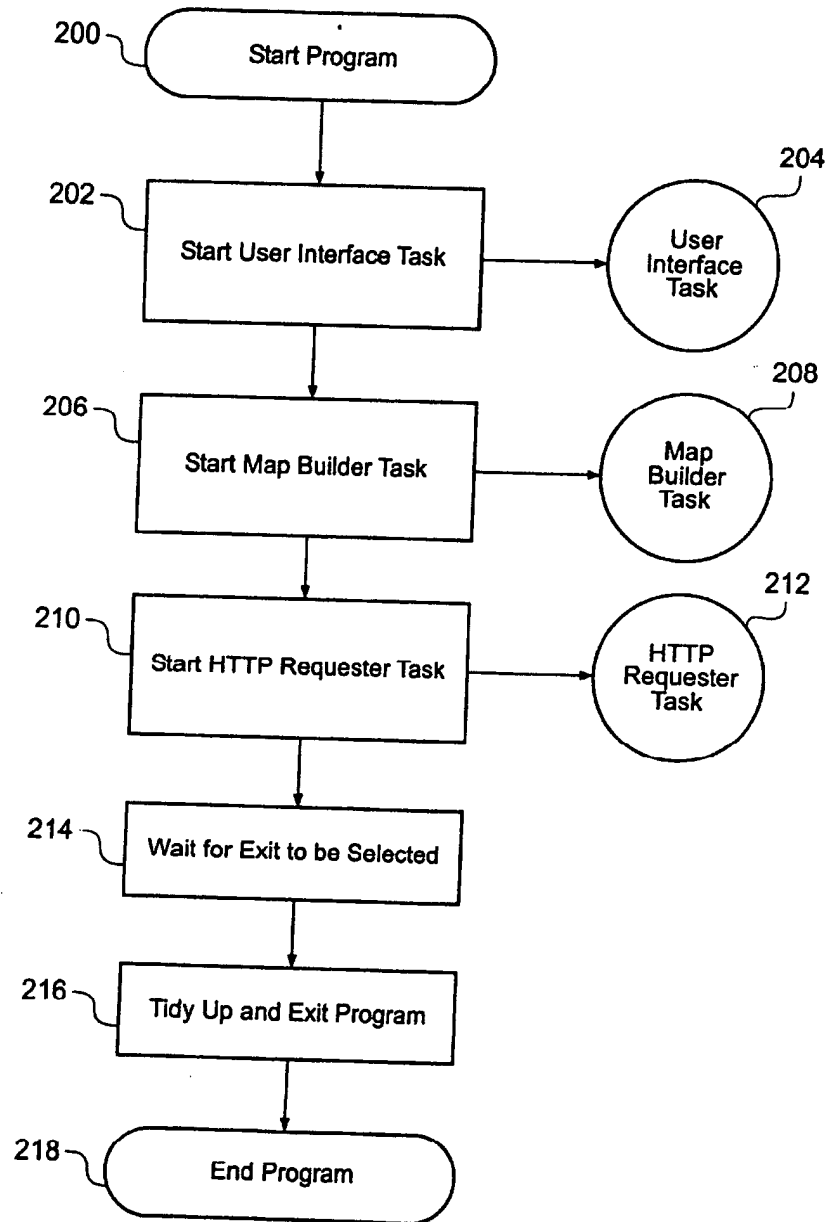 200
Start Program
202
Start User Interface Task
204
User
Interface
Task
206
Start Map Builder Task
208
Map
Builder
Task
210
Start HTTP Requester Task
212
HTTP
Requester
Task
214
Wait for Exit to be Selected
216
Tidy Up and Exit Program
218
End Program